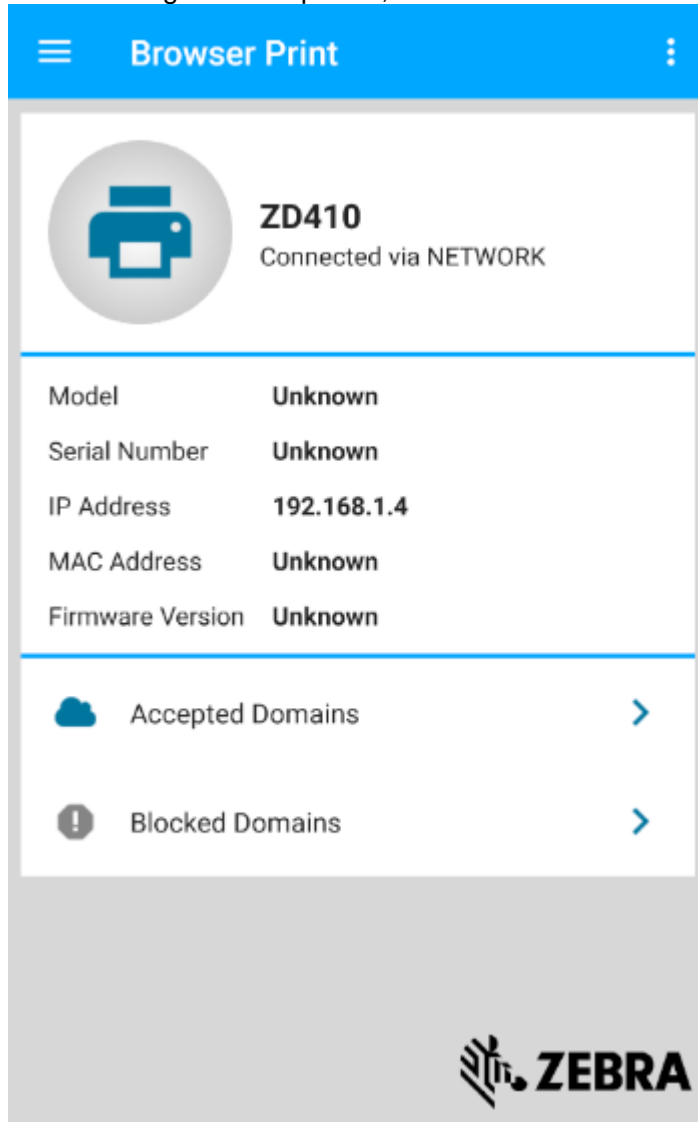 Browser Print
ZD410
Connected via NETWORK
Model Unknown
Serial Number Unknown
IP Address 192.168.1.4
MAC Address Unknown
Firmware Version Unknown
Accepted Domains
Blocked Domains
ZEBRA